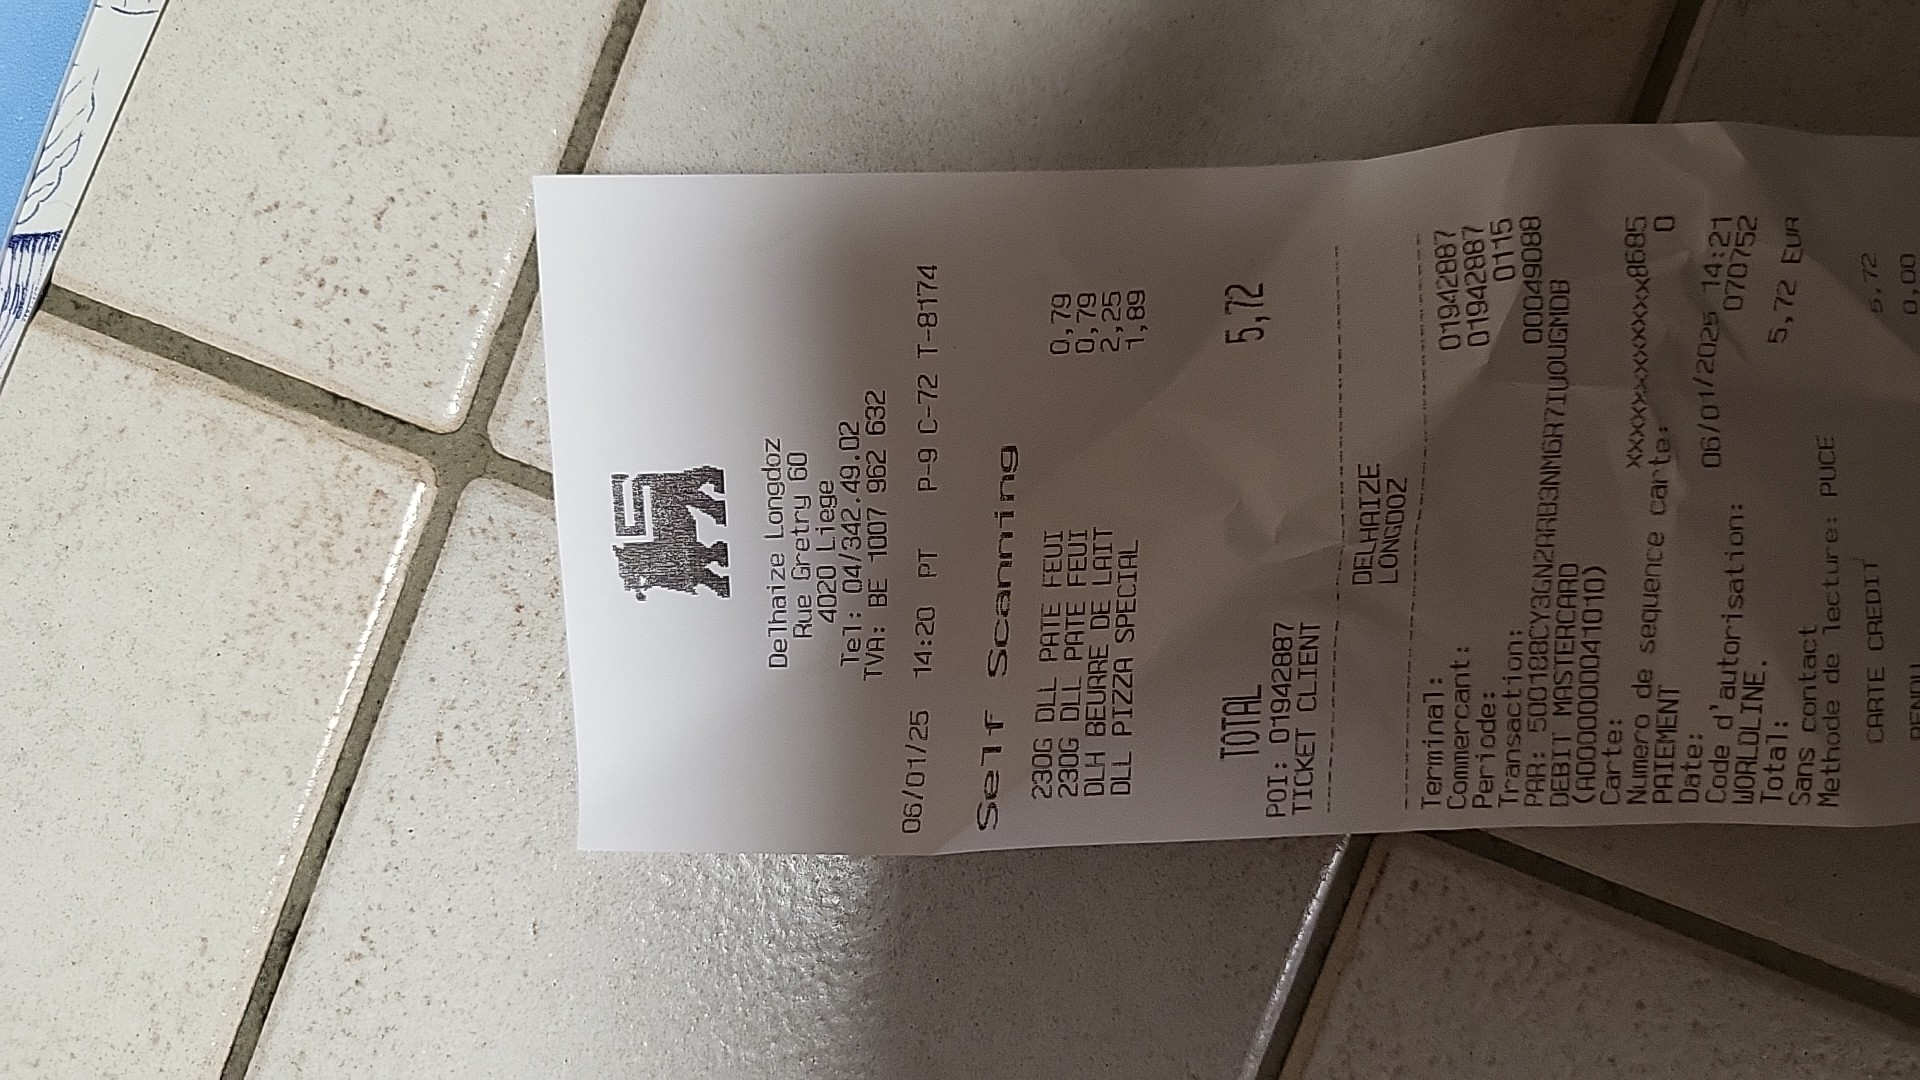 Delhaize Longdoz
Rue Gretry 60
4020 Liege
Tel: 04/342.49.02
TVA: BE 1007 962 632
06/01/25 14:20 PT P-9 C-72 T-8174
Self Scanning
230G DLL PATE FEUI 0,79
230G DLL PATE FEUI 0,79
DLH BEURRE DE LAIT 2,25
DLL PIZZA SPECIAL 1,89
TOTAL 5,72
POI: 01942887
TICKET CLIENT
DELHAIZE
LONGDOZ
Terminal: 01942887
Commercant: 01942887
Periode: 0115
Transaction: 00049088
PAR: 500188CY3GN2ARRB3NM6R7IUOUGMDB
DEBIT MASTERCARD
(A0000000041010)
Carte: xxxxxxxxxxxxxxx8685
Numero de sequence carte: 0
PAIEMENT
Date: 06/01/2025 14:21
Code d'autorisation: 070752
WORLDLINE.
Total: 5,72 EUR
Sans contact
Methode de lecture: PUCE
CARTE CREDIT 5,72
RENDU 0,00